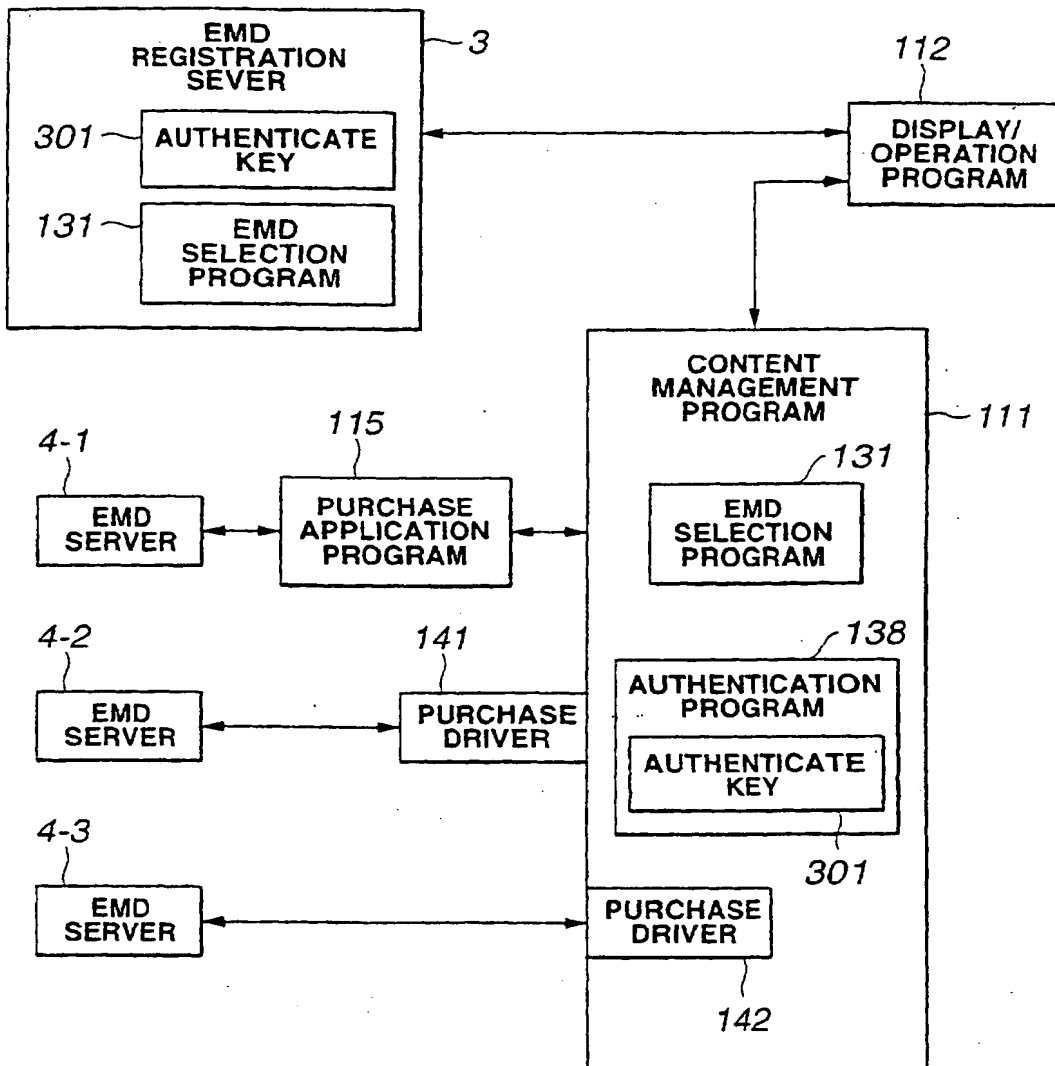 EMD
REGISTRATION
SEVER
3
301
AUTHENTICATE
KEY
131
EMD
SELECTION
PROGRAM
112
DISPLAY/
OPERATION
PROGRAM
CONTENT
MANAGEMENT
PROGRAM
111
4-1
EMD
SERVER
115
PURCHASE
APPLICATION
PROGRAM
131
EMD
SELECTION
PROGRAM
4-2
EMD
SERVER
141
PURCHASE
DRIVER
138
AUTHENTICATION
PROGRAM
AUTHENTICATE
KEY
301
4-3
EMD
SERVER
PURCHASE
DRIVER
142